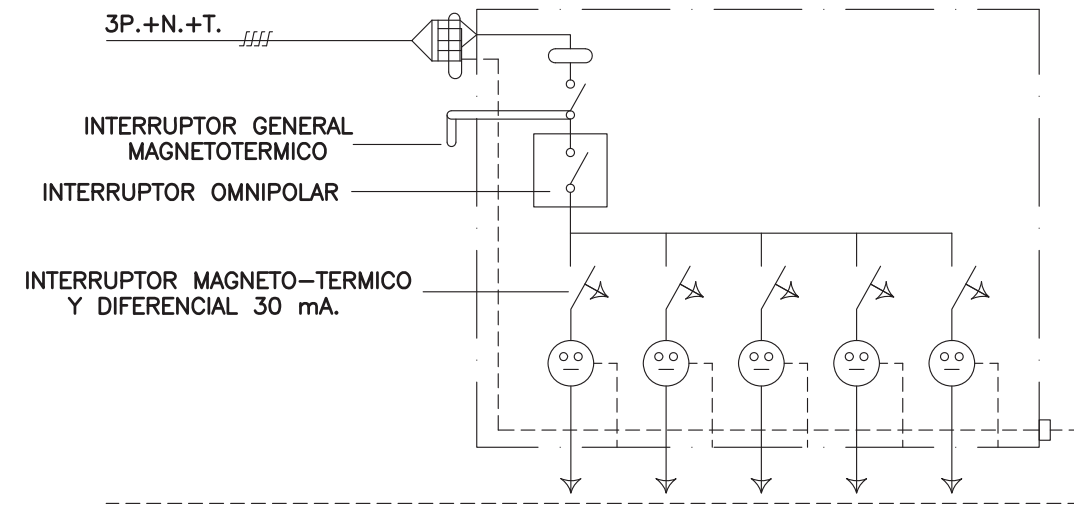 3P.+N.+T.
INTERRUPTOR GENERAL
MAGNETOTERMICO
INTERRUPTOR OMNIPOLAR
INTERRUPTOR MAGNETO-TERMICO
Y DIFERENCIAL 30 mA.